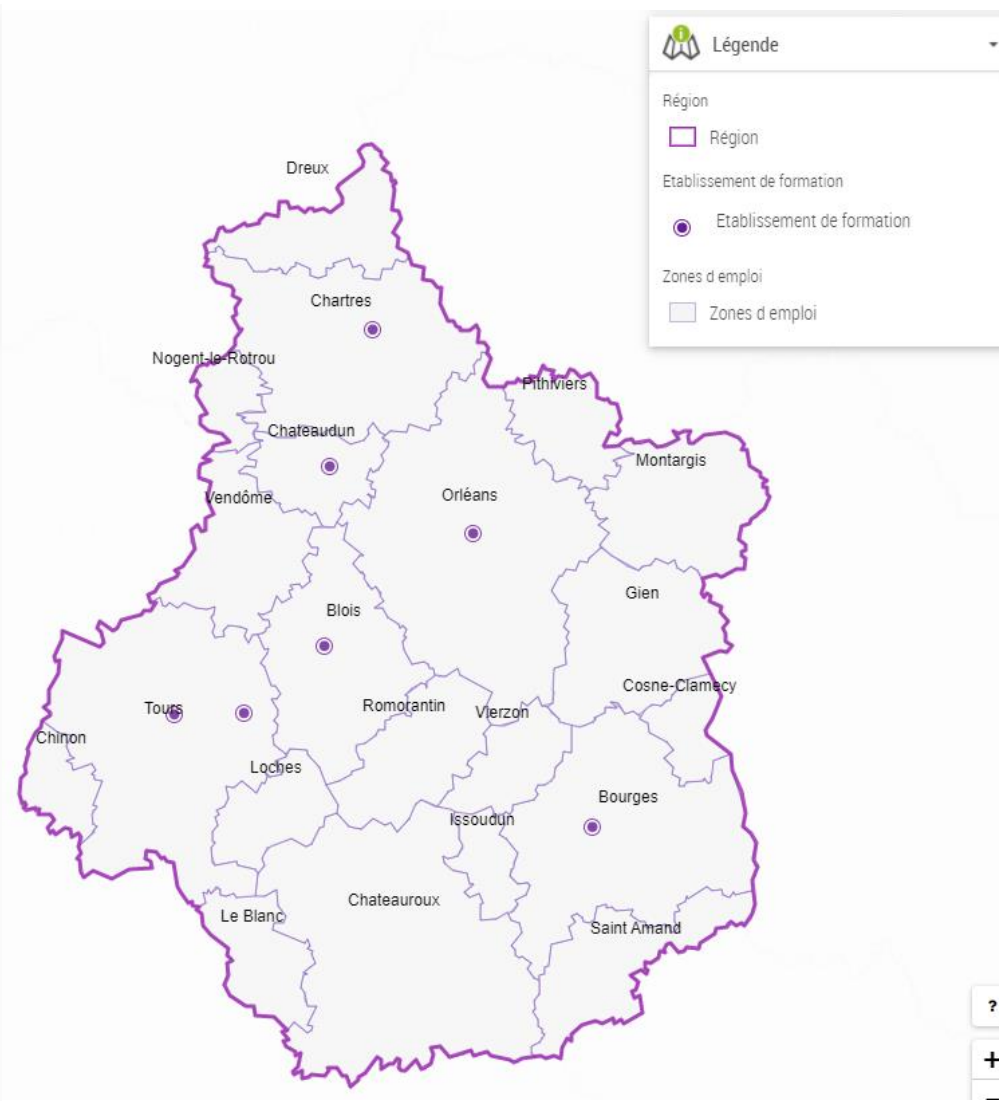 i
Légende
Région
Région
Etablissement de formation
Etablissement de formation
Zones d emploi
Zones d emploi
Dreux
Chartres
Nogent-le-Rotrou
Pithiviers
Chateaudun
Montargis
Vendôme
Orléans
Gien
Blois
Cosne-Clamecy
Romorantin
Tours
Vierzon
Chinon
Loches
Bourges
Issoudun
Chateauroux
Le Blanc
Saint Amand
?
+